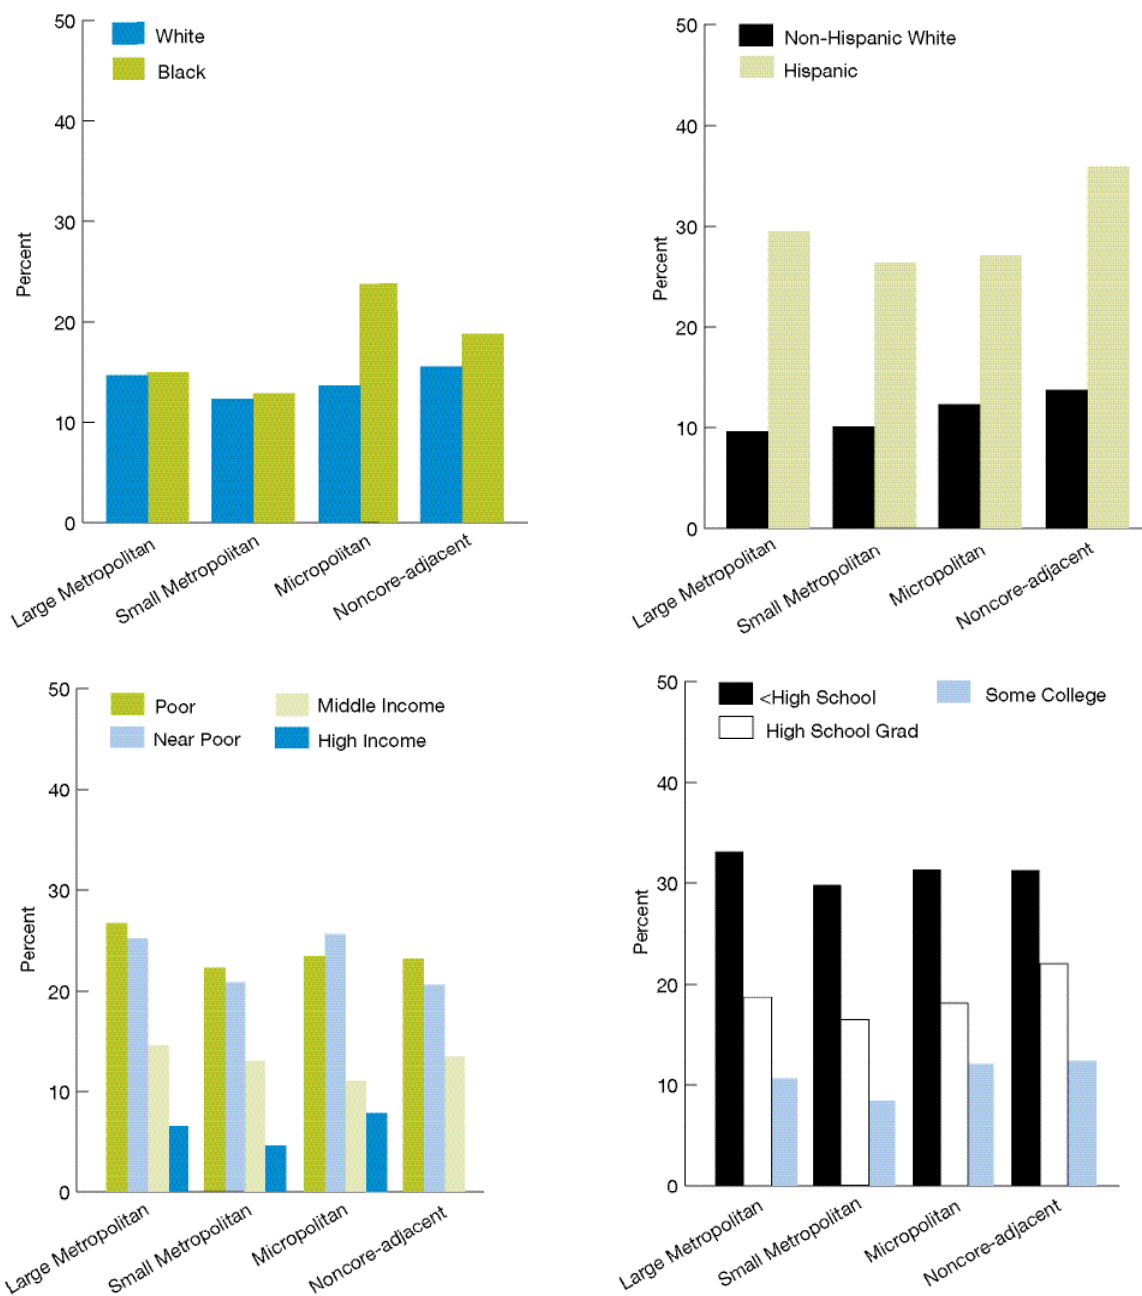 50
White
Black
40
30
Percent
20
10
0
Large Metropolitan
Small Metropolitan
Micropolitan
Noncore-adjacent
50
Non-Hispanic White
Hispanic
40
30
Percent
20
10
0
Large Metropolitan
Small Metropolitan
Micropolitan
Noncore-adjacent
50
Poor
Middle Income
Near Poor
High Income
40
30
Percent
20
10
0
Large Metropolitan
Small Metropolitan
Micropolitan
Noncore-adjacent
50
<High School
Some College
High School Grad
40
30
Percent
20
10
0
Large Metropolitan
Small Metropolitan
Micropolitan
Noncore-adjacent